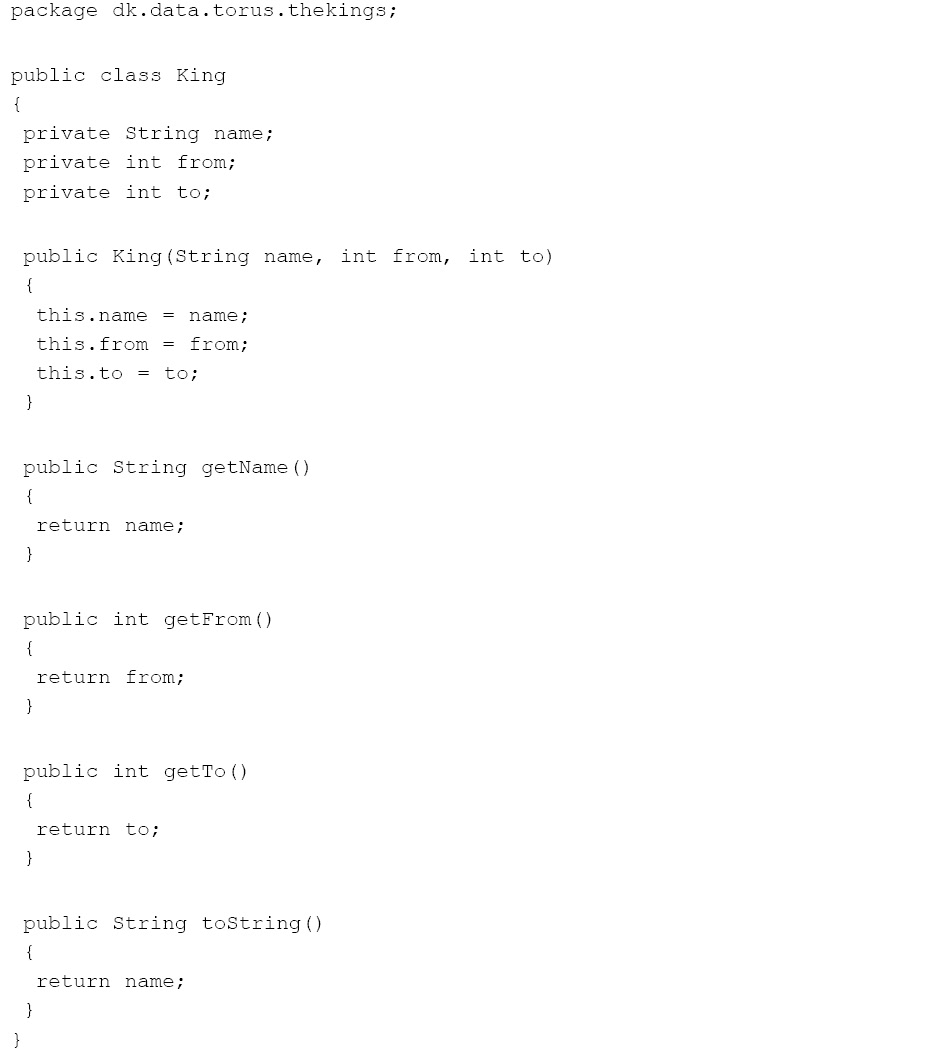 package dk.data.torus.thekings;
public class King
{
private String name;
private int from;
private int to;
public King(String name, int from, int to)
{
this.name = name;
this.from = from;
this.to = to;
}
public String getName()
{
return name;
}
public int getFrom()
{
return from;
}
public int getTo()
{
return to;
}
public String toString()
{
return name;
}
}